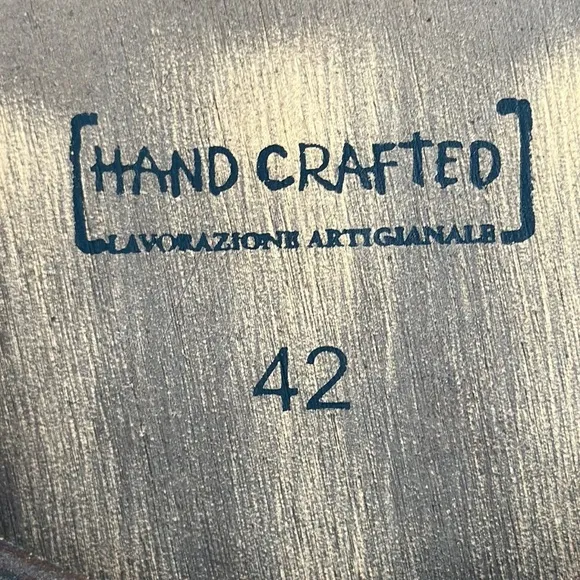 HAND CRAFTED
LAVORAZIONE ARTIGIANALE
42